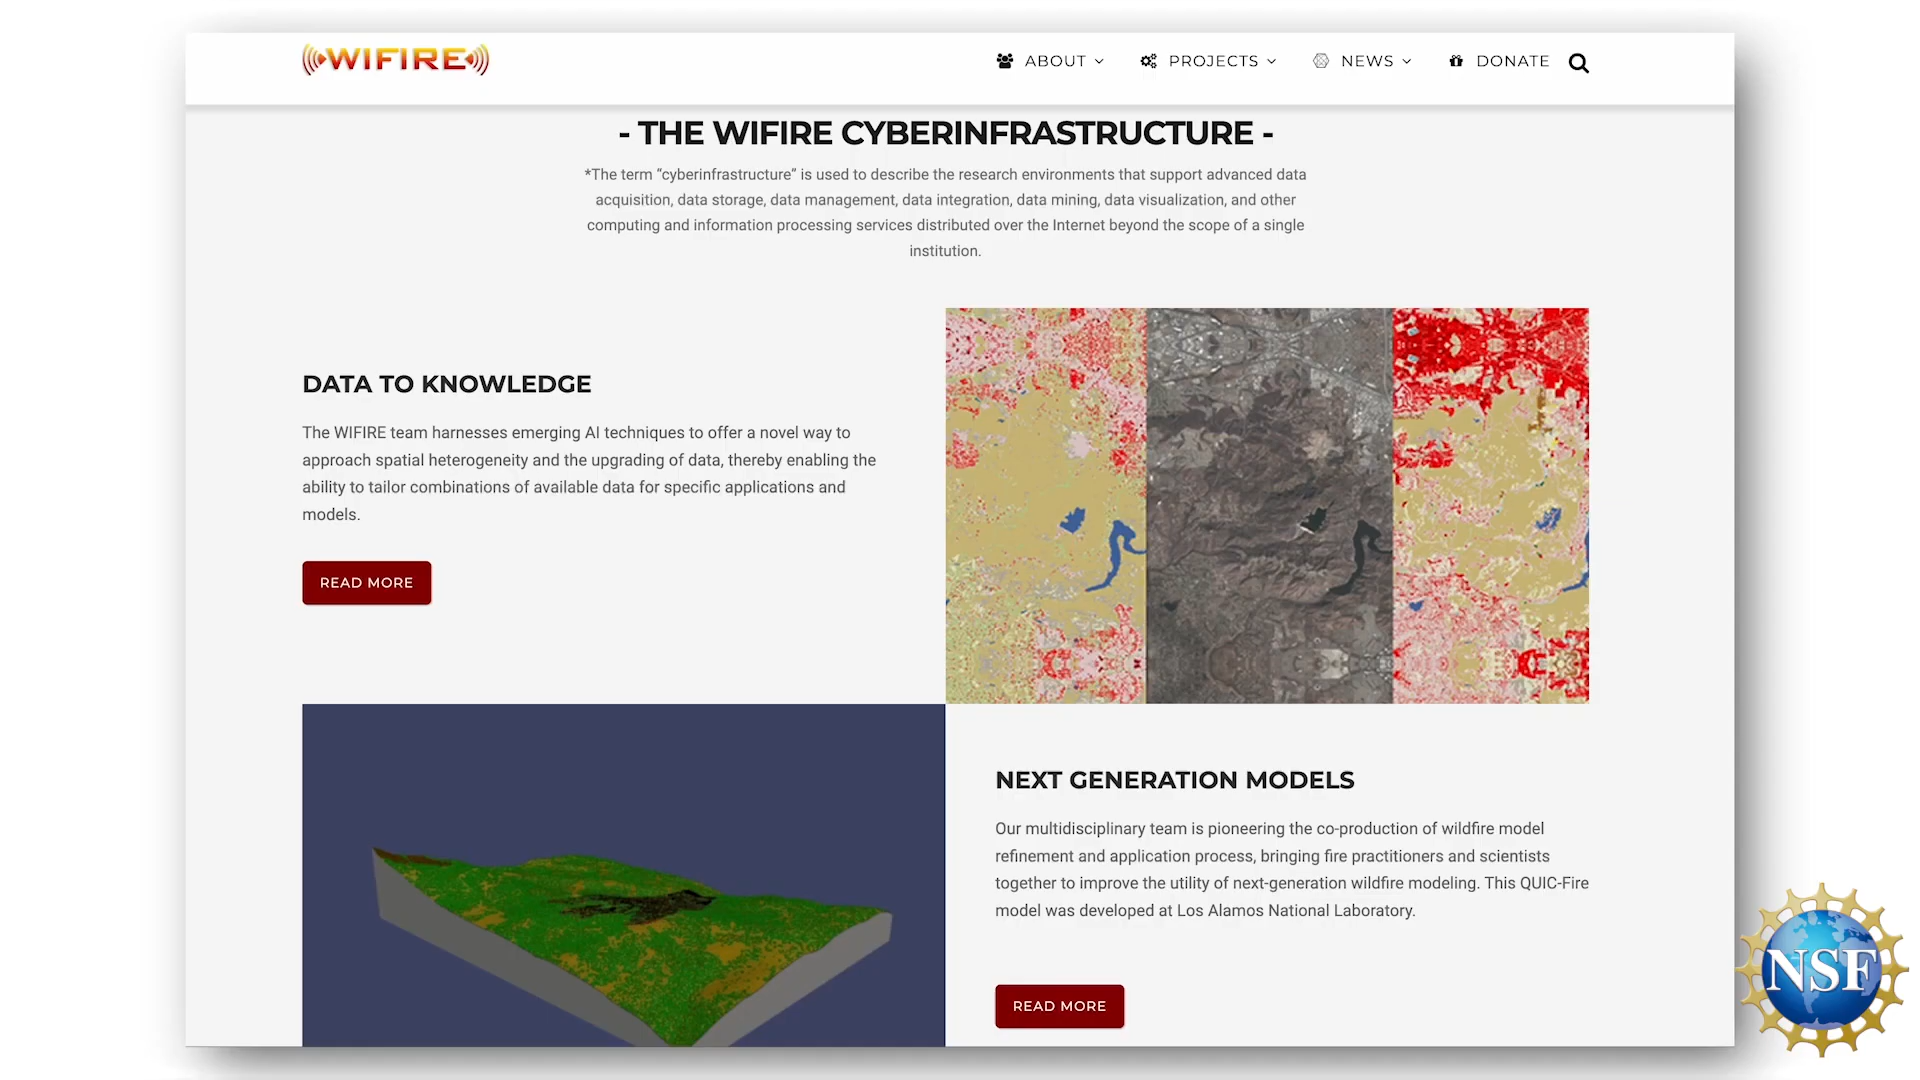 WIFIRE
ABOUT
PROJECTS
NEWS
DONATE
- THE WIFIRE CYBERINFRASTRUCTURE -
*The term “cyberinfrastructure” is used to describe the research environments that support advanced data
acquisition, data storage, data management, data integration, data mining, data visualization, and other
computing and information processing services distributed over the Internet beyond the scope of a single
institution.
DATA TO KNOWLEDGE
The WIFIRE team harnesses emerging AI techniques to offer a novel way to
approach spatial heterogeneity and the upgrading of data, thereby enabling the
ability to tailor combinations of available data for specific applications and
models.
READ MORE
NEXT GENERATION MODELS
Our multidisciplinary team is pioneering the co-production of wildfire model
refinement and application process, bringing fire practitioners and scientists
together to improve the utility of next-generation wildfire modeling. This QUIC-Fire
model was developed at Los Alamos National Laboratory.
READ MORE
NSF